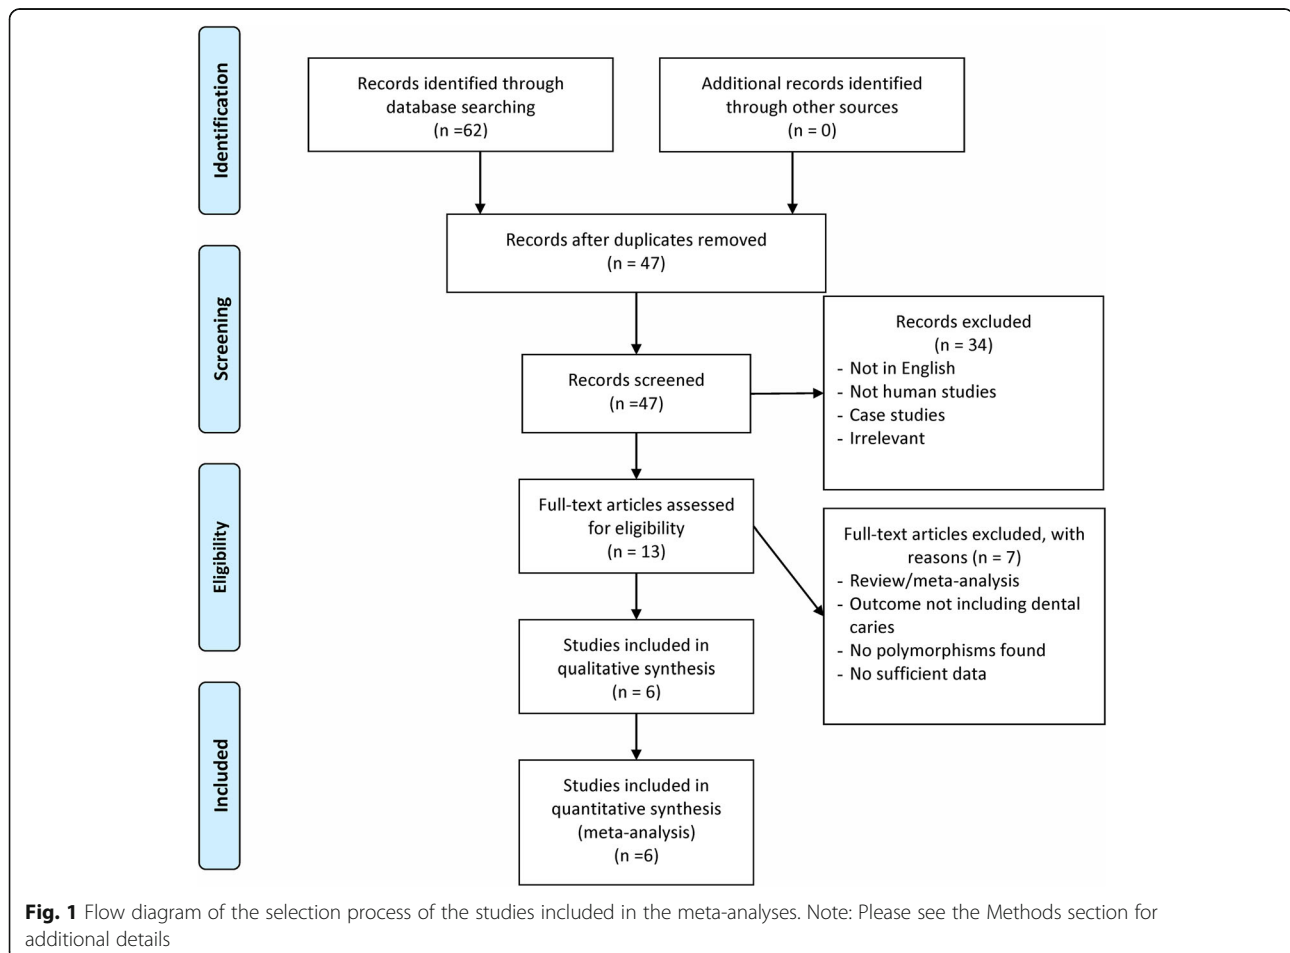 Identification
Records identified through
database searching
(n =62)
Additional records identified
through other sources
(n = 0)
Records after duplicates removed
(n = 47)
Screening
Records screened
(n =47)
Records excluded
(n = 34)
- Not in English
- Not human studies
- Case studies
- Irrelevant
Eligibility
Full-text articles assessed
for eligibility
(n = 13)
Full-text articles excluded, with
reasons (n = 7)
- Review/meta-analysis
- Outcome not including dental
caries
- No polymorphisms found
- No sufficient data
Studies included in
qualitative synthesis
(n = 6)
Included
Studies included in
quantitative synthesis
(meta-analysis)
(n =6)
Fig. 1 Flow diagram of the selection process of the studies included in the meta-analyses. Note: Please see the Methods section for
additional details